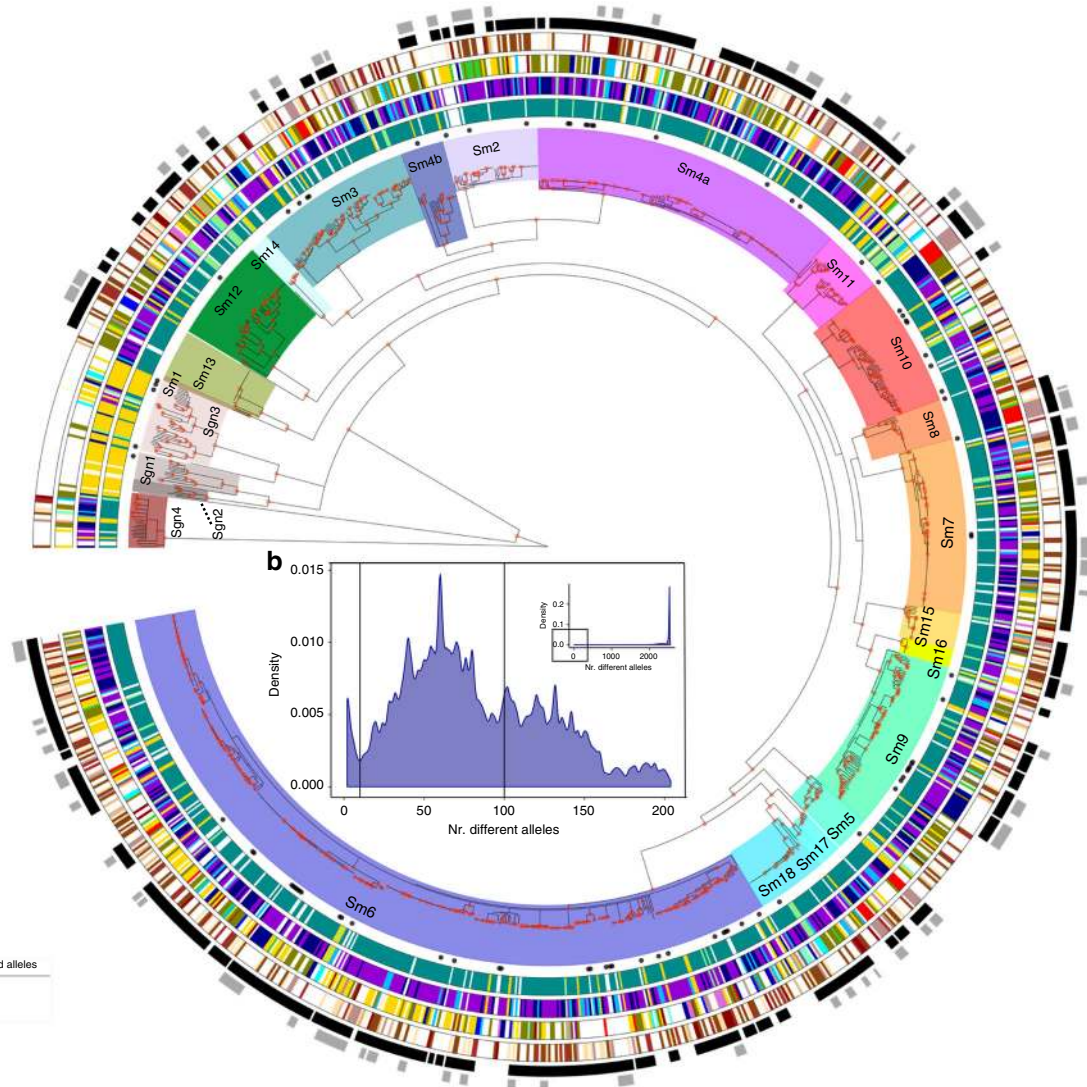 Sm4b
Sm2
Sm3
Sm4a
Sm14
Sm11
Sm12
Sm10
Sm1
Sm13
Sgn3
Sm8
Sgn1
Sgn4
Sgn2
Sm7
Sm15
Sm16
Sm9
Sm5
Sm17
Sm18
Sm6
b
0.015
0.010
0.005
0.000
Density
0
50
100
150
200
Nr. different alleles
0.2
0.1
0.0
Density
0
1000
2000
Nr. different alleles
alleles